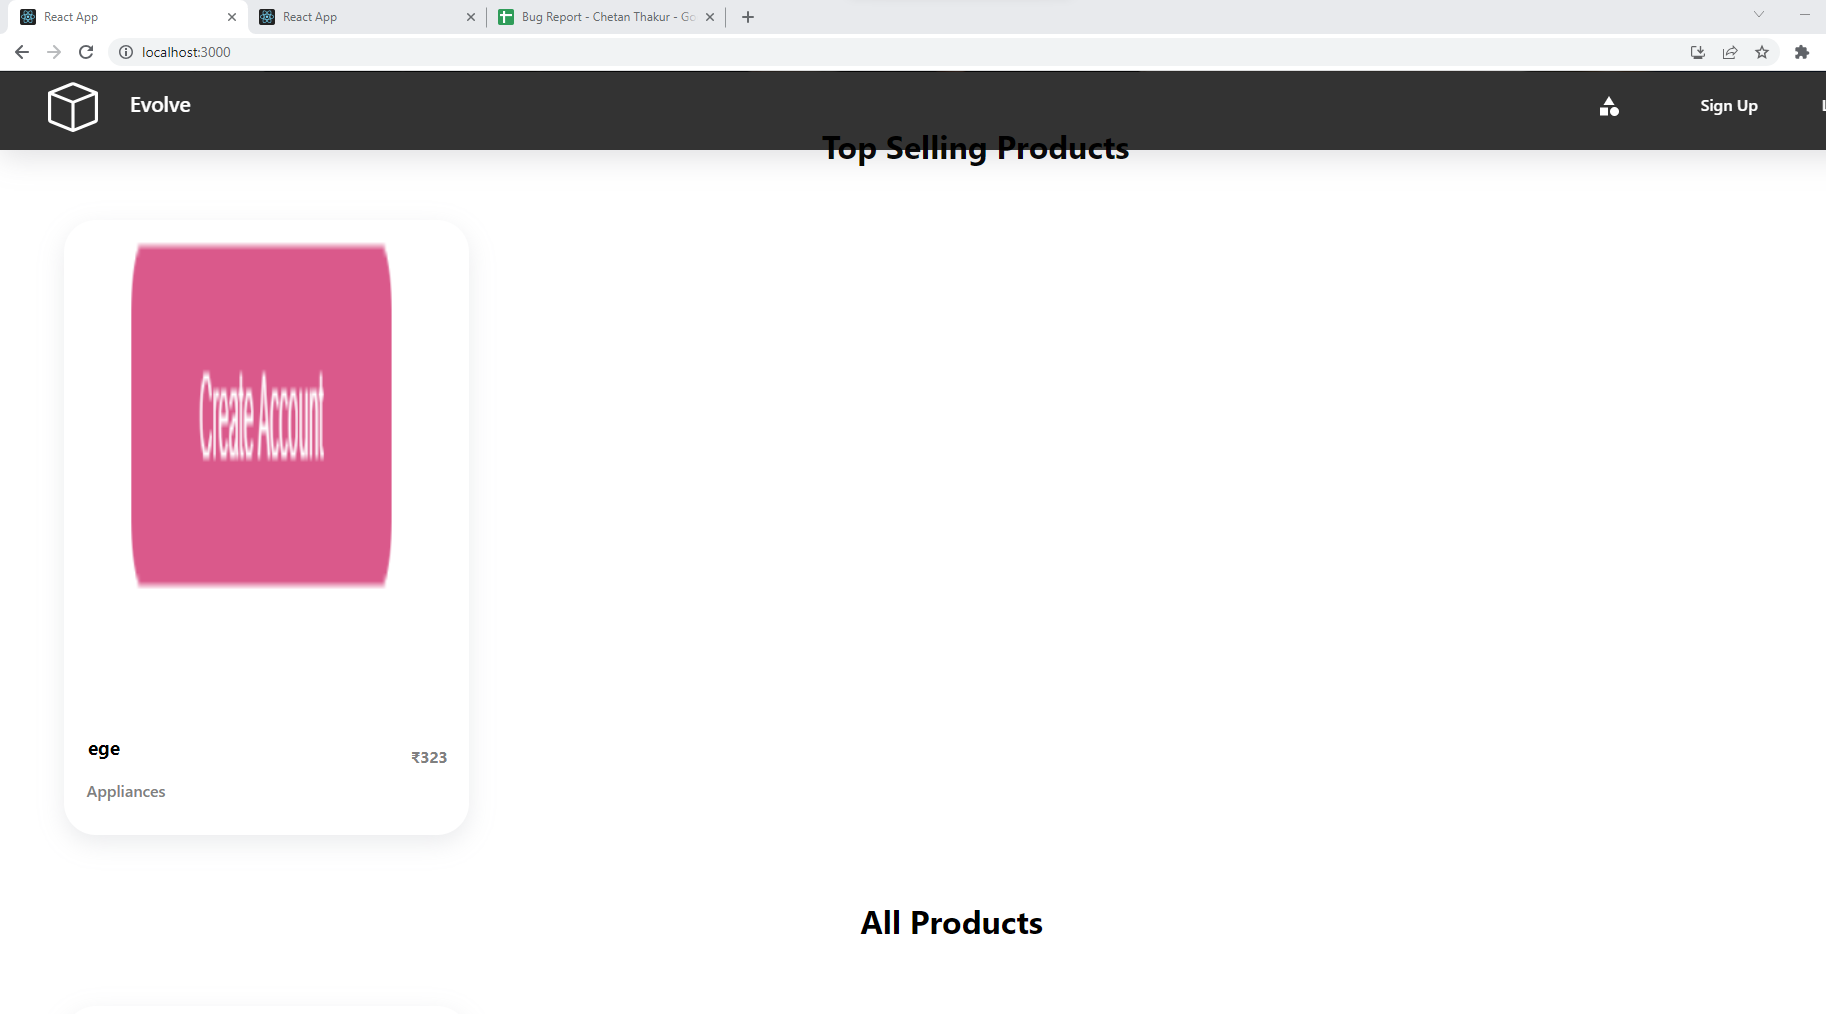 React App
React App
Bug Report - Chetan Thakur - Go
localhost:3000
Evolve
Sign Up
Top Selling Products
Create Account
ege
₹323
Appliances
All Products